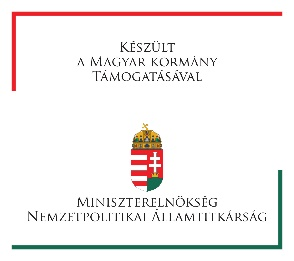 Készült
a Magyar kormány
Támogatásával
Miniszterelnökség
Nemzetpolitikai Államtitkárság